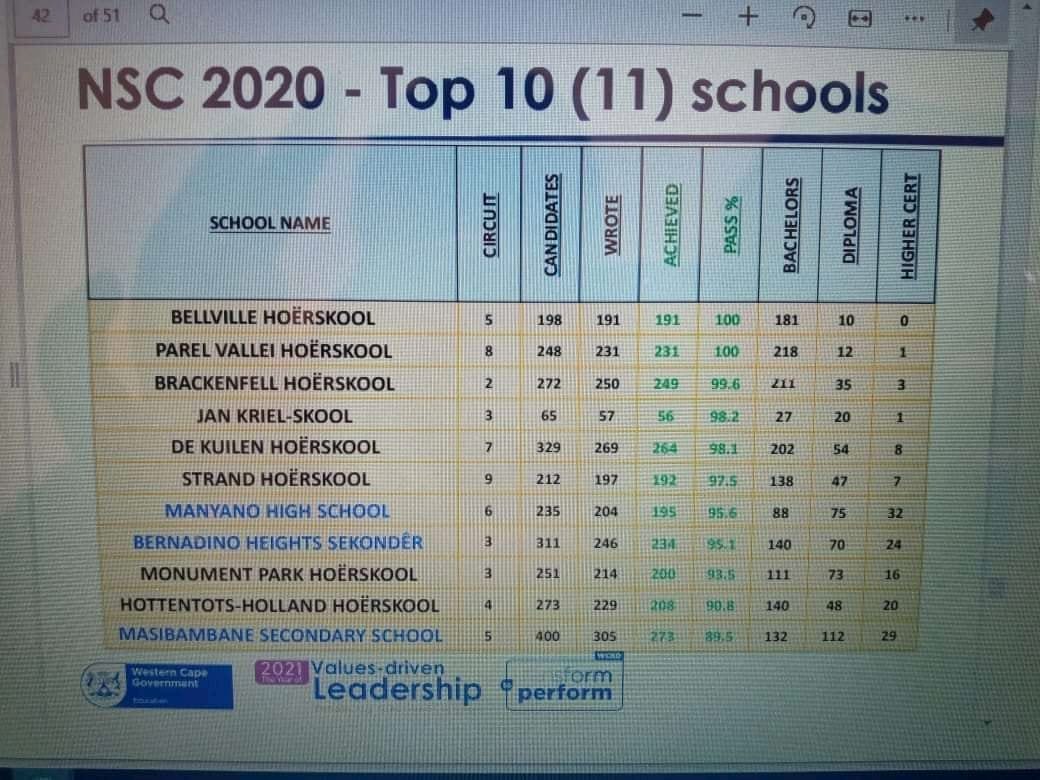 42 of 51
NSC 2020 - Top 10 (11) schools
SCHOOL NAME CIRCUIT CANDIDATES WROTE ACHIEVED PASS % BACHELORS DIPLOMA HIGHER CERT
BELLVILLE HOËRSKOOL 5 198 191 191 100 181 10 0
PAREL VALLEI HOËRSKOOL 8 248 231 231 100 218 12 1
BRACKENFELL HOËRSKOOL 2 272 250 249 99.6 211 35 3
JAN KRIEL-SKOOL 3 65 57 56 98.2 27 20 1
DE KUILEN HOËRSKOOL 7 329 269 264 98.1 202 54 8
STRAND HOËRSKOOL 9 212 197 192 97.5 138 47 7
MANYANO HIGH SCHOOL 6 235 204 195 95.6 88 75 32
BERNADINO HEIGHTS SEKONDÊR 3 311 246 234 95.1 140 70 24
MONUMENT PARK HOËRSKOOL 3 251 214 200 93.5 111 73 16
HOTTENTOTS-HOLLAND HOËRSKOOL 4 273 229 208 90.8 140 48 20
MASIBAMBANE SECONDARY SCHOOL 5 400 305 273 89.5 132 112 29
Western Cape
Government
Education
2021
The Year of
Values-driven
Leadership
sform
perform